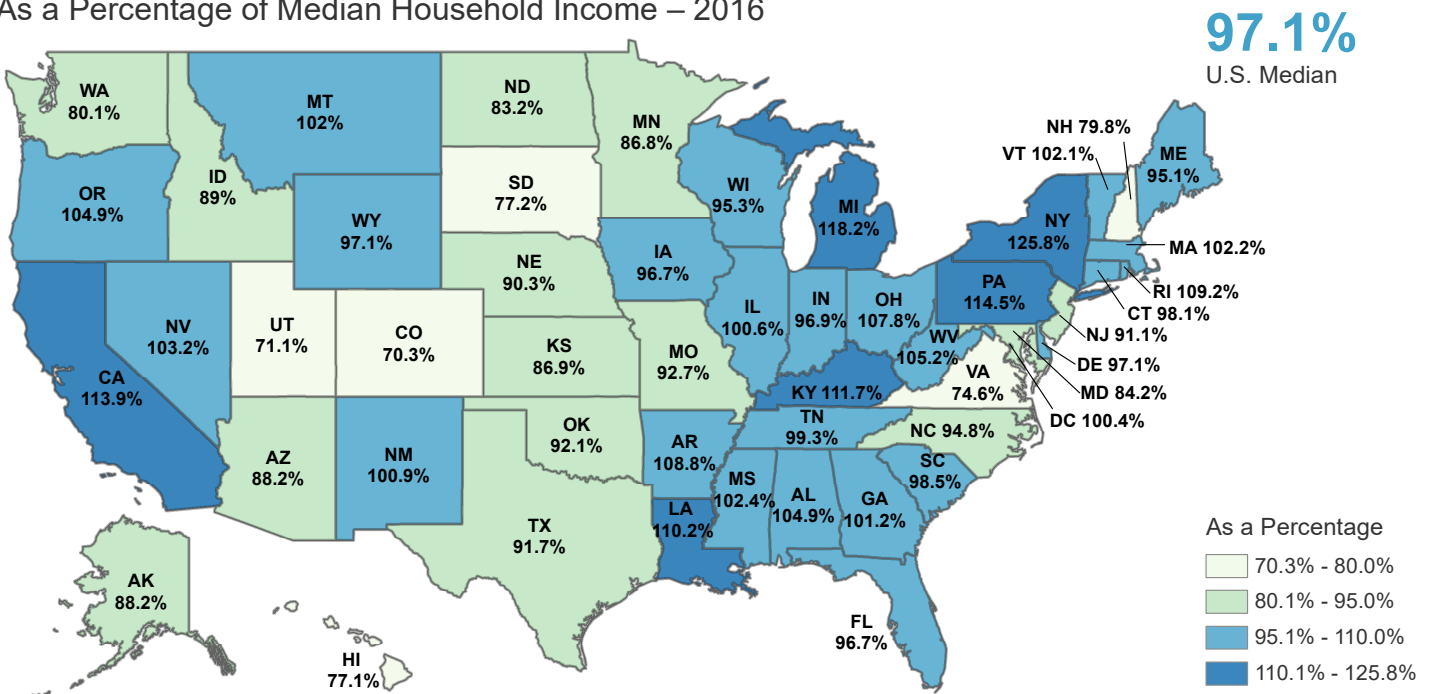 As a Percentage of Median Household Income – 2016
97.1%
U.S. Median
WA
80.1%
MT
102%
ND
83.2%
MN
86.8%
NH 79.8%
VT 102.1%
ME
95.1%
OR
104.9%
ID
89%
SD
77.2%
WI
95.3%
MI
118.2%
NY
125.8%
WY
97.1%
MA 102.2%
IA
96.7%
NE
90.3%
PA
114.5%
RI 109.2%
CT 98.1%
NJ 91.1%
NV
103.2%
UT
71.1%
CO
70.3%
IL
100.6%
IN
96.9%
OH
107.8%
WV
105.2%
DE 97.1%
KS
86.9%
MO
92.7%
VA
74.6%
MD 84.2%
CA
113.9%
KY 111.7%
DC 100.4%
TN
99.3%
NC 94.8%
OK
92.1%
AR
108.8%
AZ
88.2%
NM
100.9%
SC
98.5%
MS
102.4%
AL
104.9%
GA
101.2%
LA
110.2%
TX
91.7%
AK
88.2%
FL
96.7%
HI
77.1%
As a Percentage
70.3% - 80.0%
80.1% - 95.0%
95.1% - 110.0%
110.1% - 125.8%